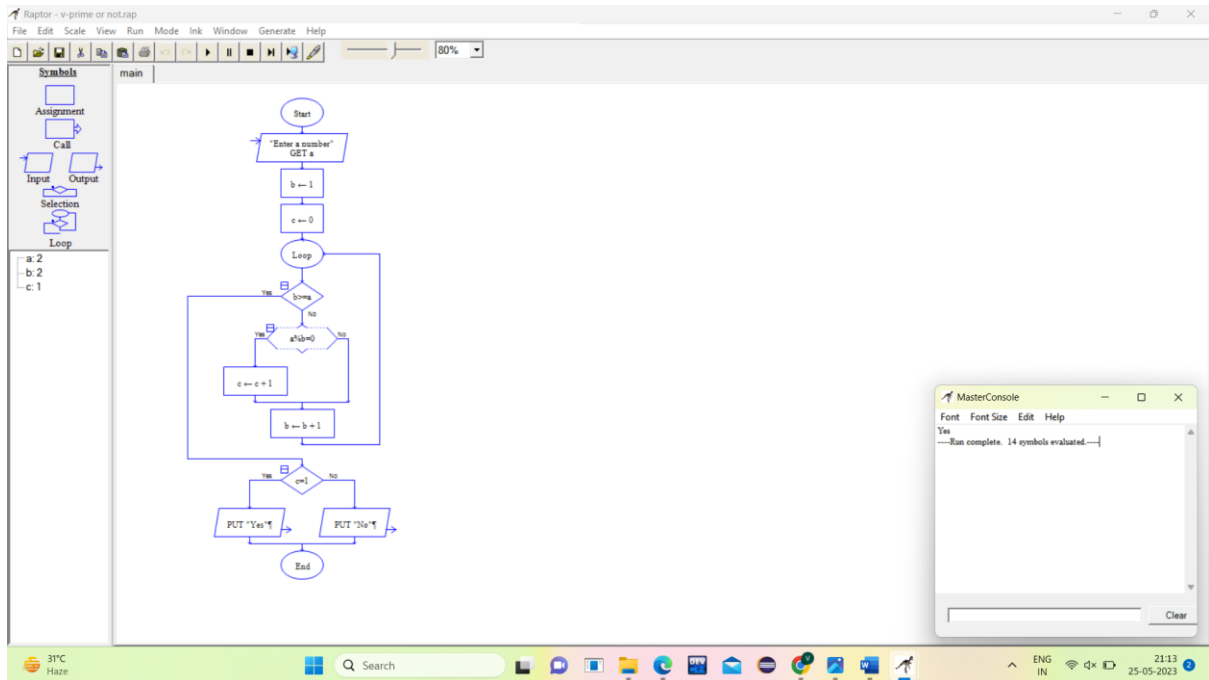 Raptor - v-prime or not.rap
File Edit Scale View Run Mode Ink Window Generate Help
80%
Symbols
Assignment
Call
Input Output
Selection
Loop
a: 2
b: 2
c: 1
main
Start
"Enter a number"
GET a
b ← 1
c ← 0
Loop
Yes b>=a
No
Yes a%b=0 No
c ← c + 1
b ← b + 1
Yes c=1 No
PUT "Yes"¶ PUT "No"¶
End
MasterConsole
Font Font Size Edit Help
Yes
----Run complete. 14 symbols evaluated.----
Clear
31°C
Haze
Search
DEV
ENG
IN
21:13
25-05-2023
2